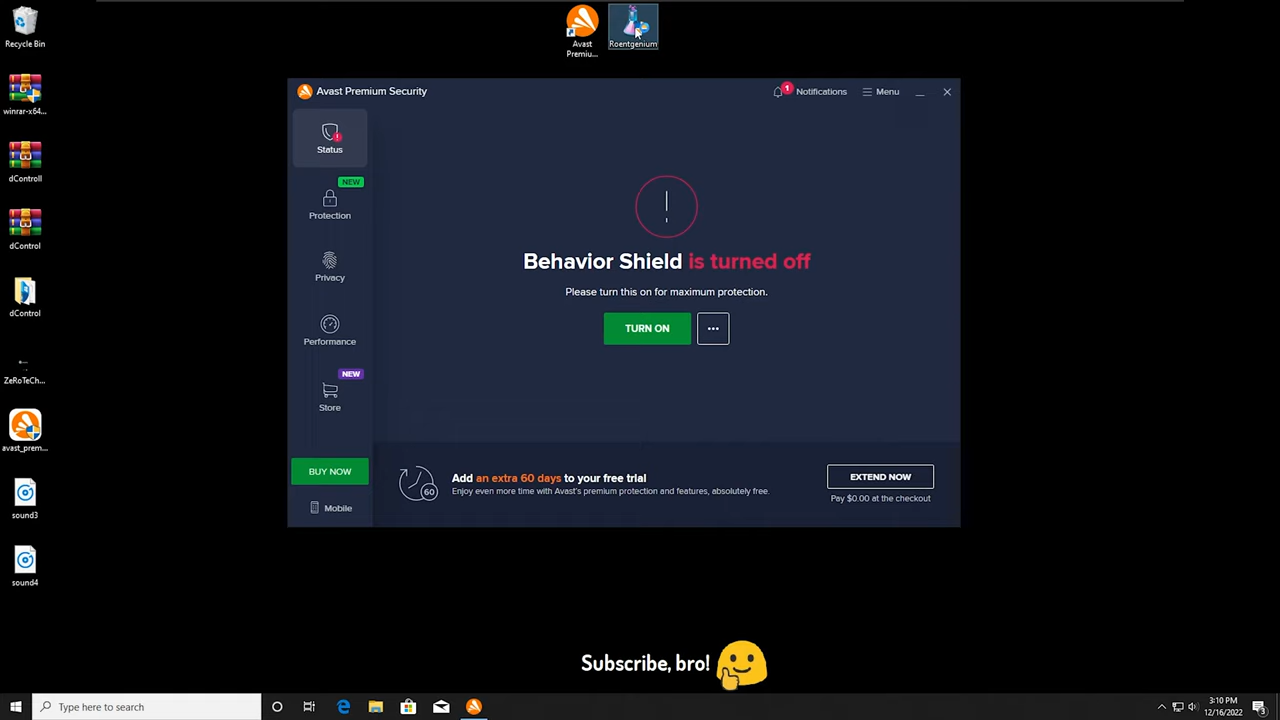 Recycle Bin
winrar-x64...
dControll
dControl
dControl
ZeRoTeCh...
avast_prem...
sound3
sound4
Avast
Premiu...
Roentgenium
Avast Premium Security
1
Notifications
Menu
Status
NEW
Protection
Privacy
Performance
NEW
Store
BUY NOW
Mobile
Behavior Shield is turned off
Please turn this on for maximum protection.
TURN ON
...
60
Add an extra 60 days to your free trial
Enjoy even more time with Avast's premium protection and features, absolutely free.
EXTEND NOW
Pay $0.00 at the checkout
Subscribe, bro!
Type here to search
3:10 PM
12/16/2022
3